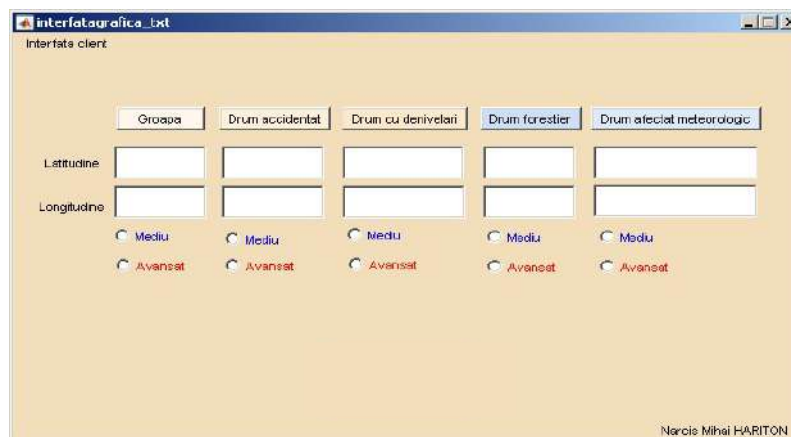 interfatagrafica_txt
Interfata client
Groapa Drum accidentat Drum cu denivelari Drum forestier Drum afectat meteorologic
Latitudine
Longitudine
Mediu Mediu Mediu Mediu Mediu
Avansat Avansat Avansat Avansat Avansat
Narcis Mihai HARITON